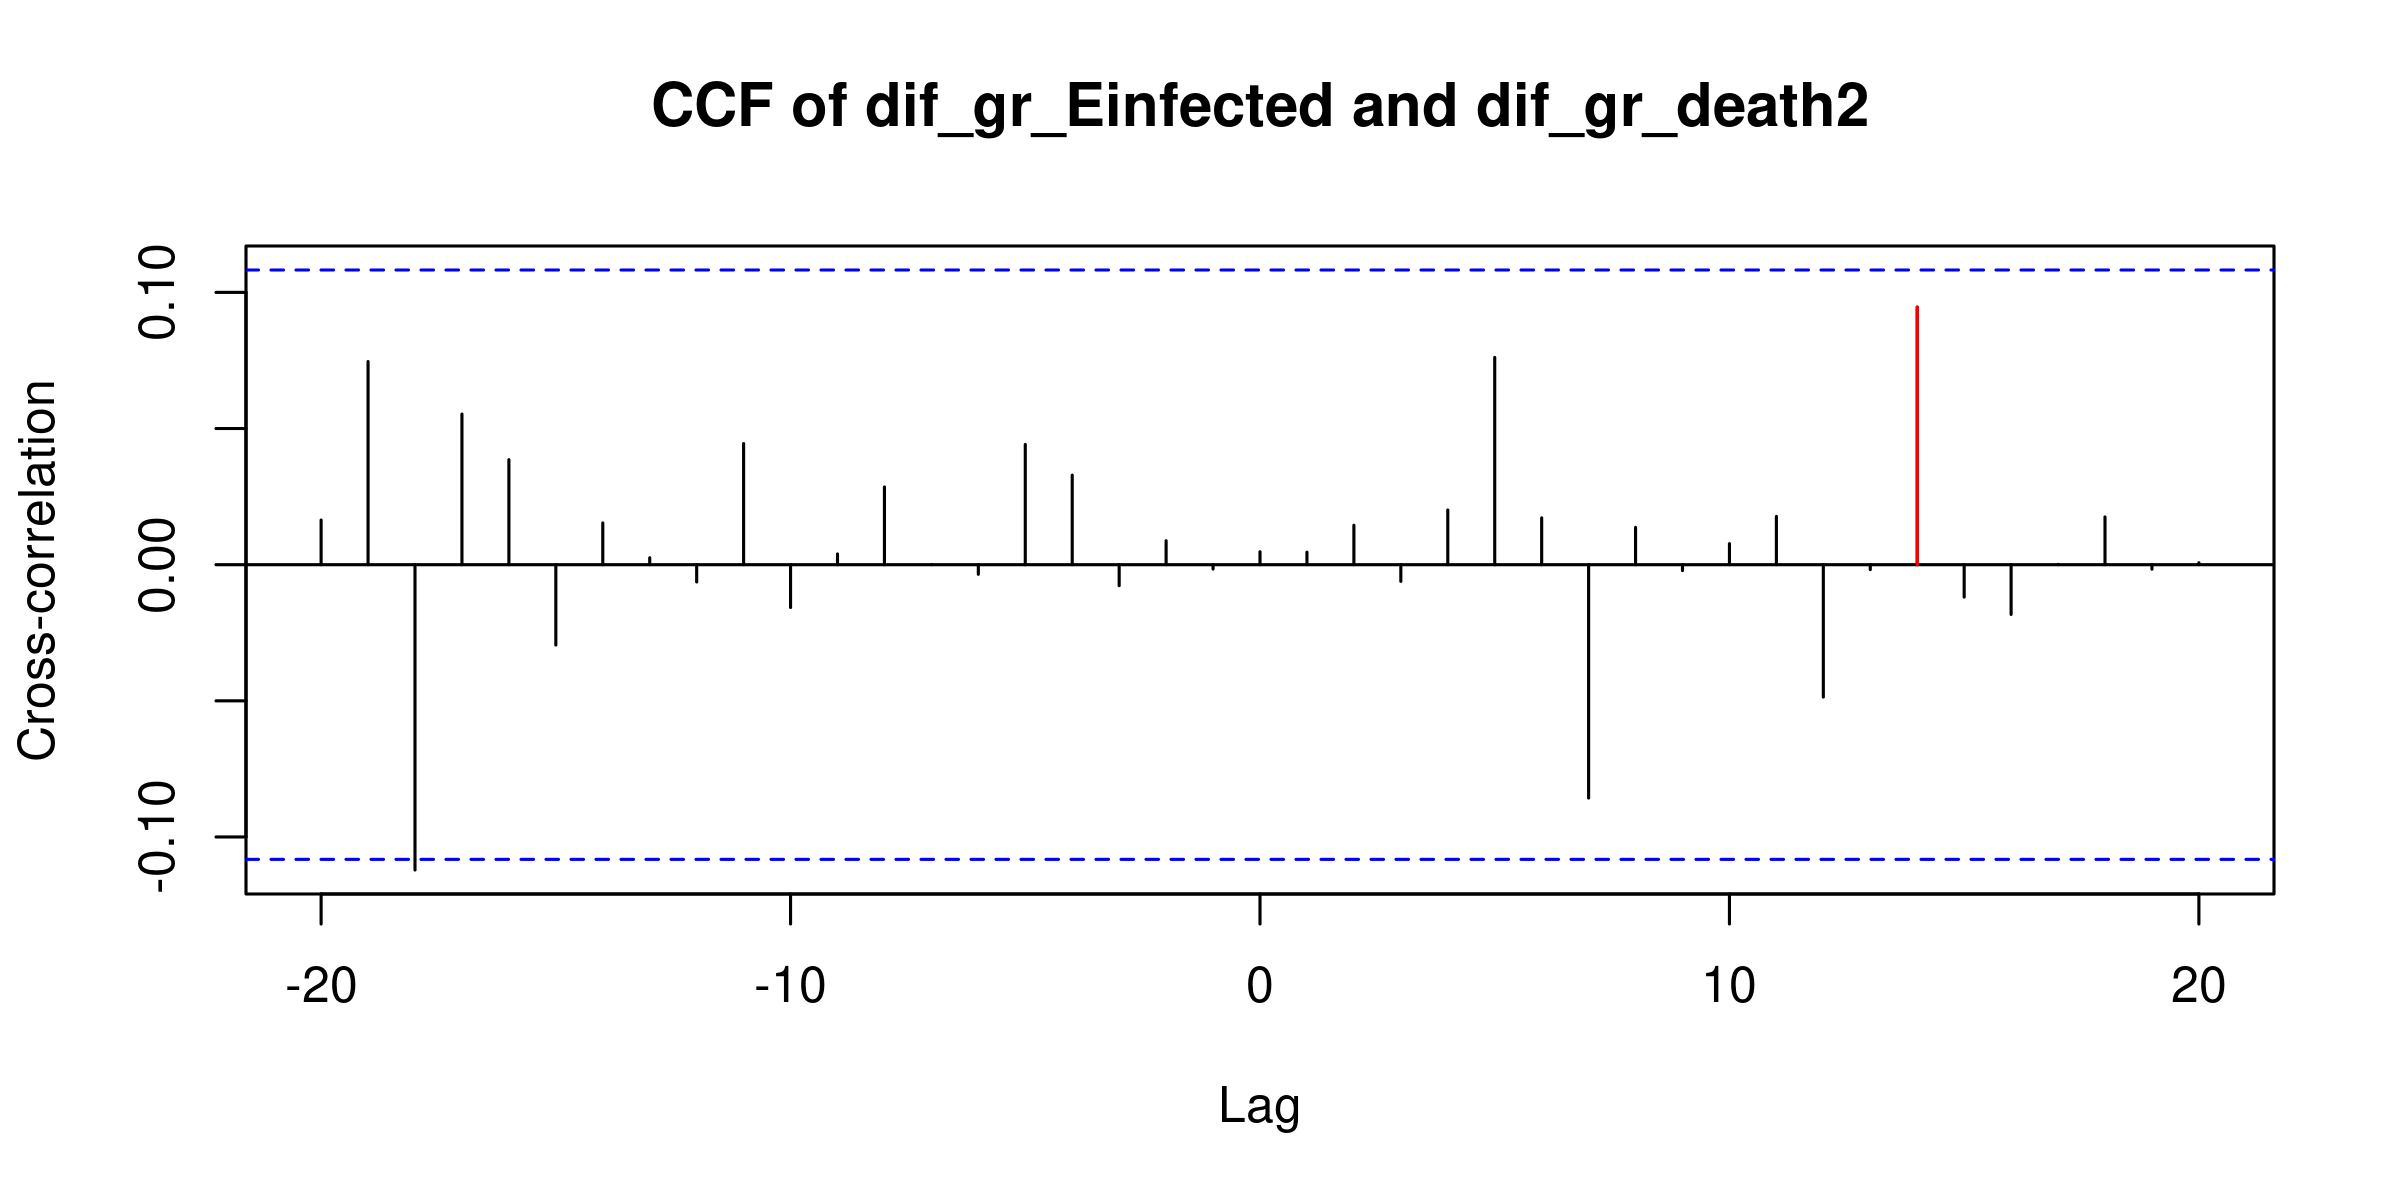 CCF of dif_gr_Einfected and dif_gr_death2
Cross-correlation
0.10
0.00
-0.10
-20 -10 0 10 20
Lag